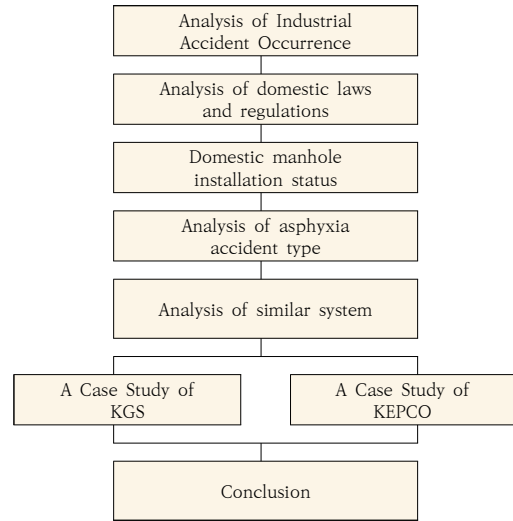 Analysis of Industrial
Accident Occurrence
Analysis of domestic laws
and regulations
Domestic manhole
installation status
Analysis of asphyxia
accident type
Analysis of similar system
A Case Study of
KGS
A Case Study of
KEPCO
Conclusion